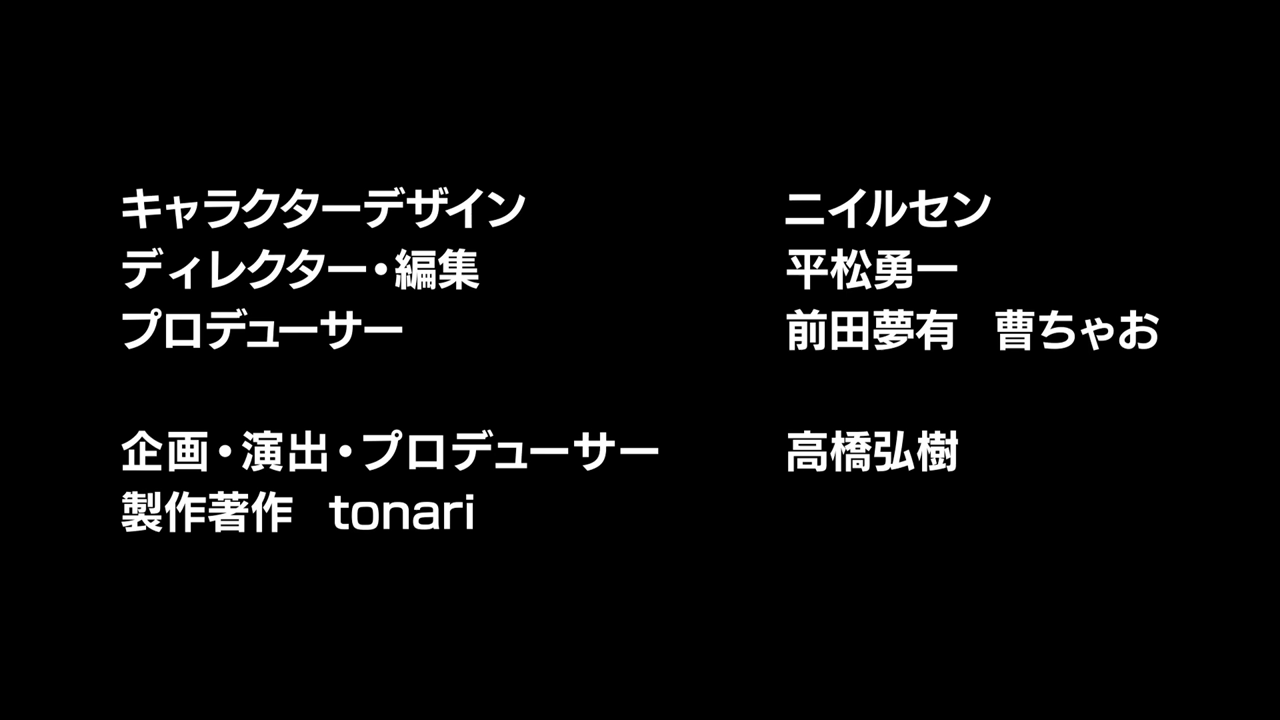 キャラクターデザイン　ニイルセン
ディレクター・編集　平松勇一
プロデューサー　前田夢有　曹ちゃお
企画・演出・プロデューサー　高橋弘樹
製作著作　tonari